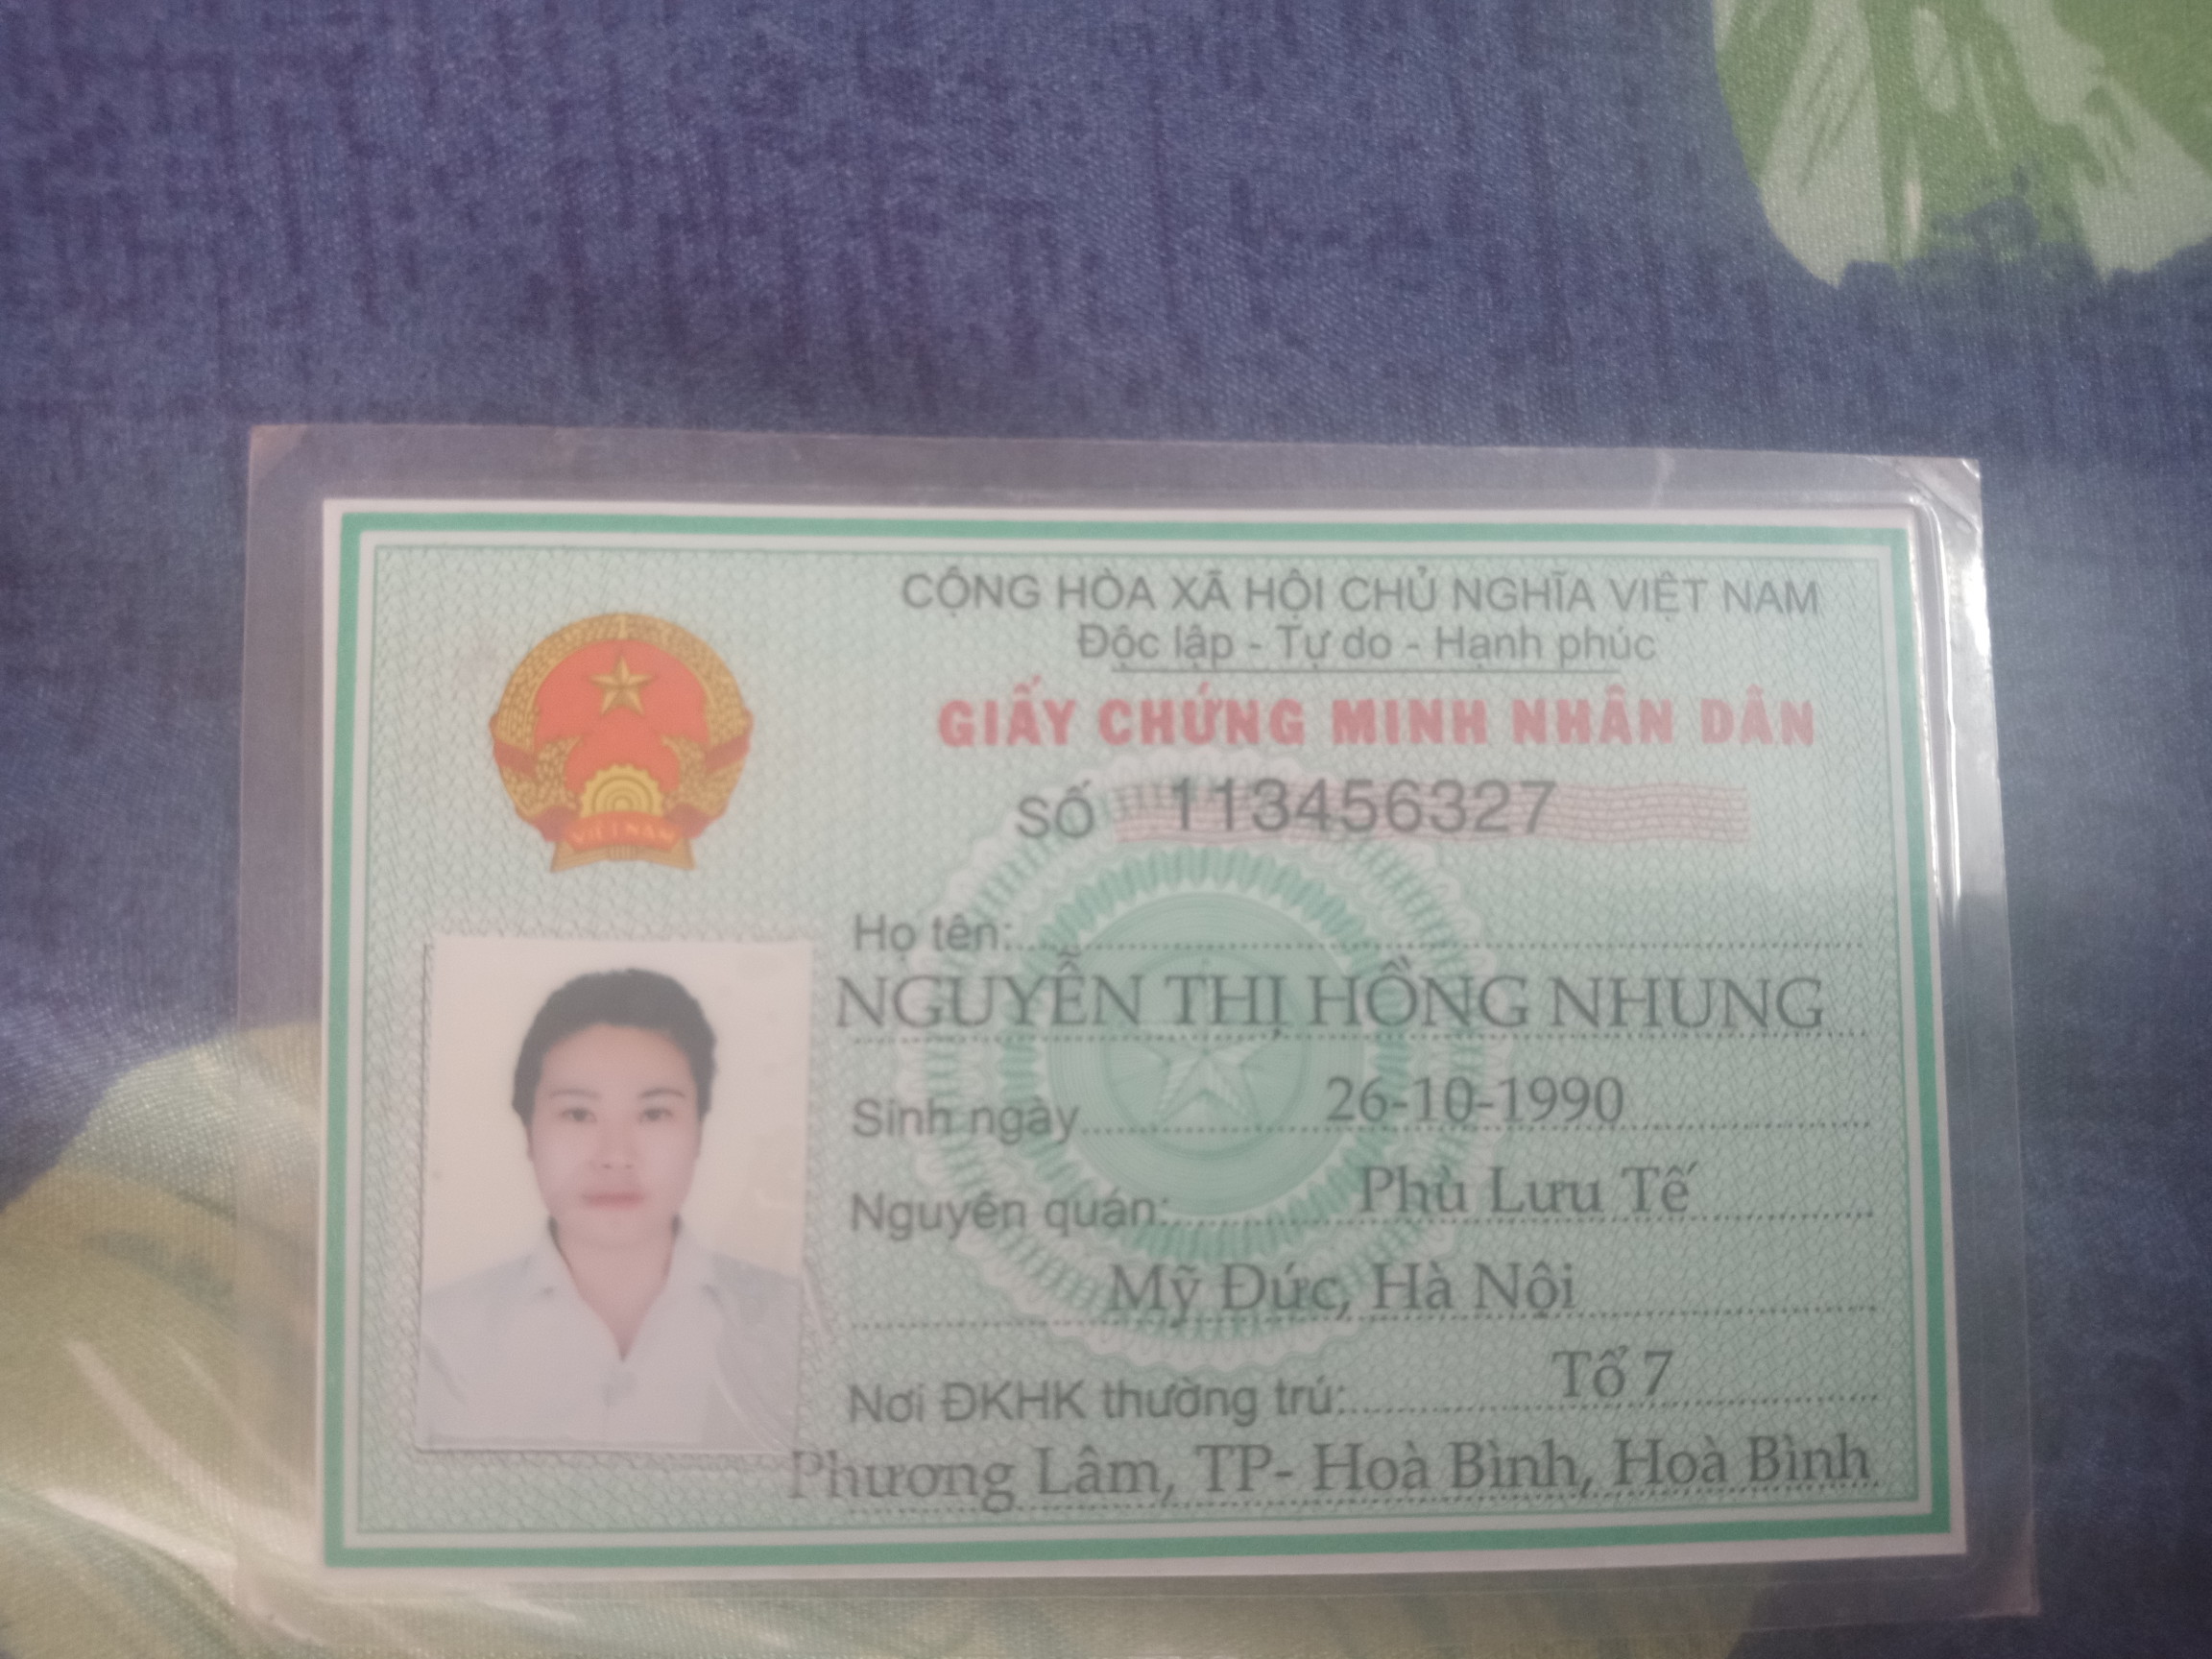 CỘNG HÒA XÃ HỘI CHỦ NGHĨA VIỆT NAM
Độc lập - Tự do - Hạnh phúc
GIẤY CHỨNG MINH NHÂN DÂN
SỐ 113456327
VIỆT NAM
Họ tên:
NGUYỄN THỊ HỒNG NHUNG
Sinh ngày 26-10-1990
Nguyên quán: Phù Lưu Tế
Mỹ Đức, Hà Nội
Nơi ĐKHK thường trú: Tổ 7
Phương Lâm, TP- Hoà Bình, Hoà Bình